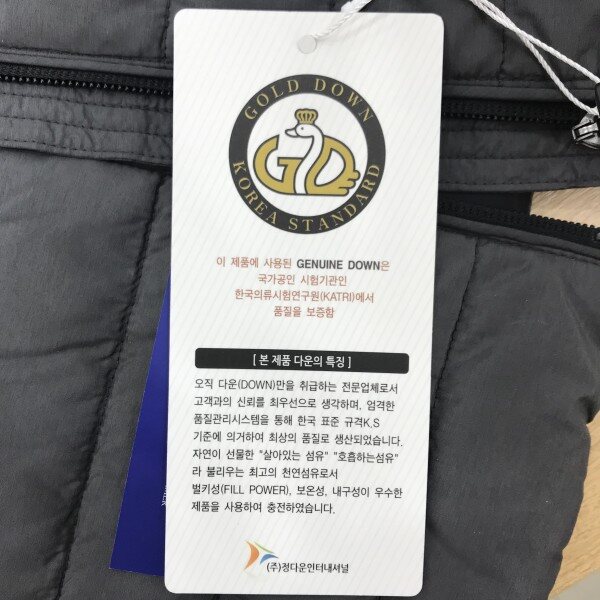 GOLD DOWN
GD
KOREA STANDARD
이 제품에 사용된 GENUINE DOWN은
국가공인 시험기관인
한국의류시험연구원(KATRI)에서
품질을 보증함
[ 본 제품 다운의 특징 ]
오직 다운(DOWN)만을 취급하는 전문업체로서
고객과의 신뢰를 최우선으로 생각하며, 엄격한
품질관리시스템을 통해 한국 표준 규격K.S
기준에 의거하여 최상의 품질로 생산되었습니다.
자연이 선물한 "살아있는 섬유" "호흡하는섬유"
라 불리우는 최고의 천연섬유로서
벌키성(FILL POWER), 보온성, 내구성이 우수한
제품을 사용하여 충전하였습니다.
(주)정다운인터내셔널